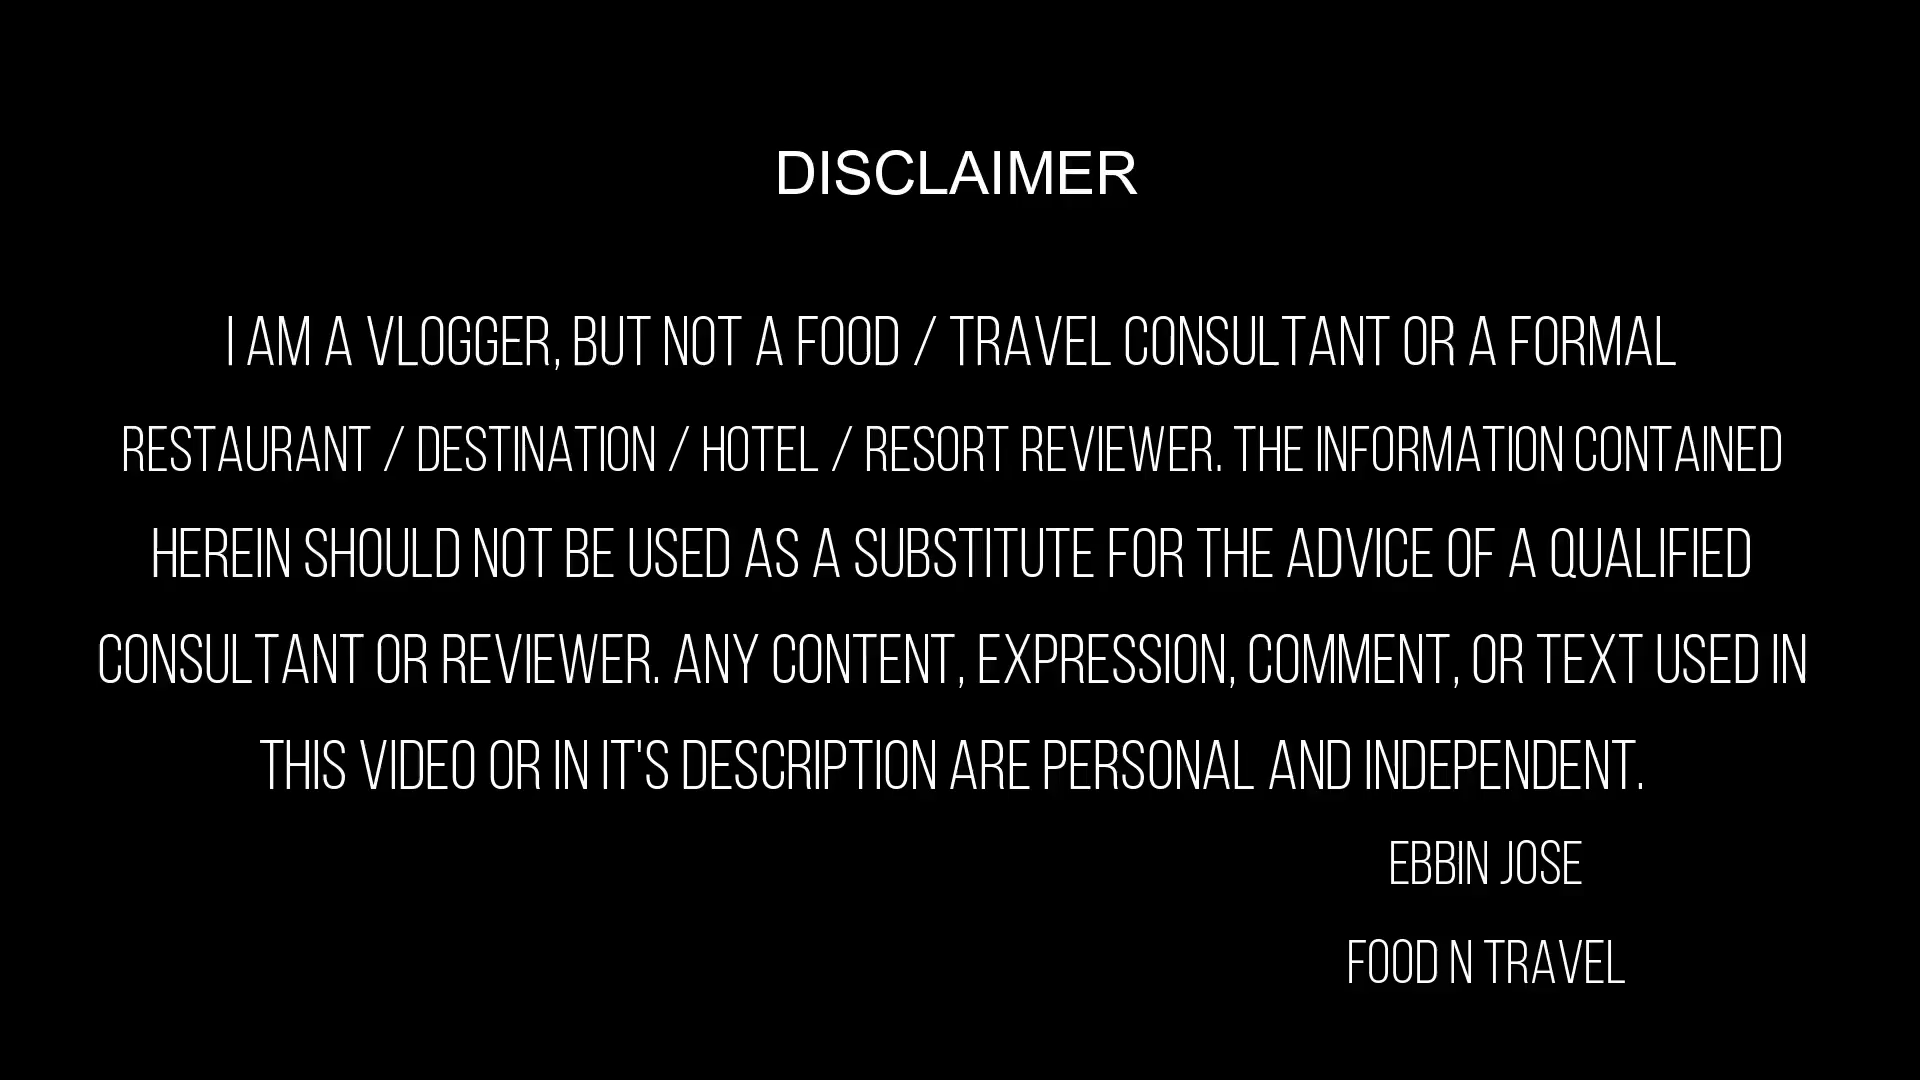 DISCLAIMER
I AM A VLOGGER, BUT NOT A FOOD / TRAVEL CONSULTANT OR A FORMAL
RESTAURANT / DESTINATION / HOTEL / RESORT REVIEWER. THE INFORMATION CONTAINED
HEREIN SHOULD NOT BE USED AS A SUBSTITUTE FOR THE ADVICE OF A QUALIFIED
CONSULTANT OR REVIEWER. ANY CONTENT, EXPRESSION, COMMENT, OR TEXT USED IN
THIS VIDEO OR IN IT'S DESCRIPTION ARE PERSONAL AND INDEPENDENT.
EBBIN JOSE
FOOD N TRAVEL